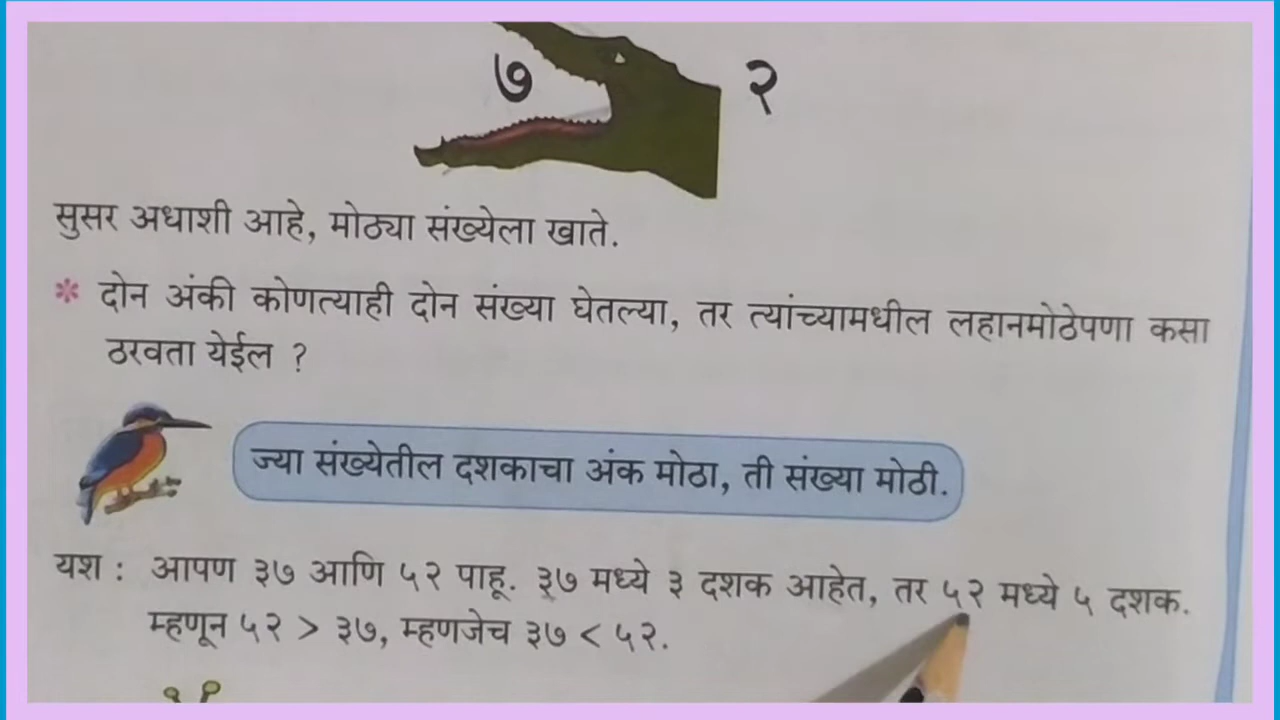 ७ २
सुसर अधाशी आहे, मोठ्या संख्येला खाते.
* दोन अंकी कोणत्याही दोन संख्या घेतल्या, तर त्यांच्यामधील लहानमोठेपणा कसा
ठरवता येईल ?
ज्या संख्येतील दशकाचा अंक मोठा, ती संख्या मोठी.
यश : आपण ३७ आणि ५२ पाहू. ३७ मध्ये ३ दशक आहेत, तर ५२ मध्ये ५ दशक.
म्हणून ५२ > ३७, म्हणजेच ३७ < ५२.